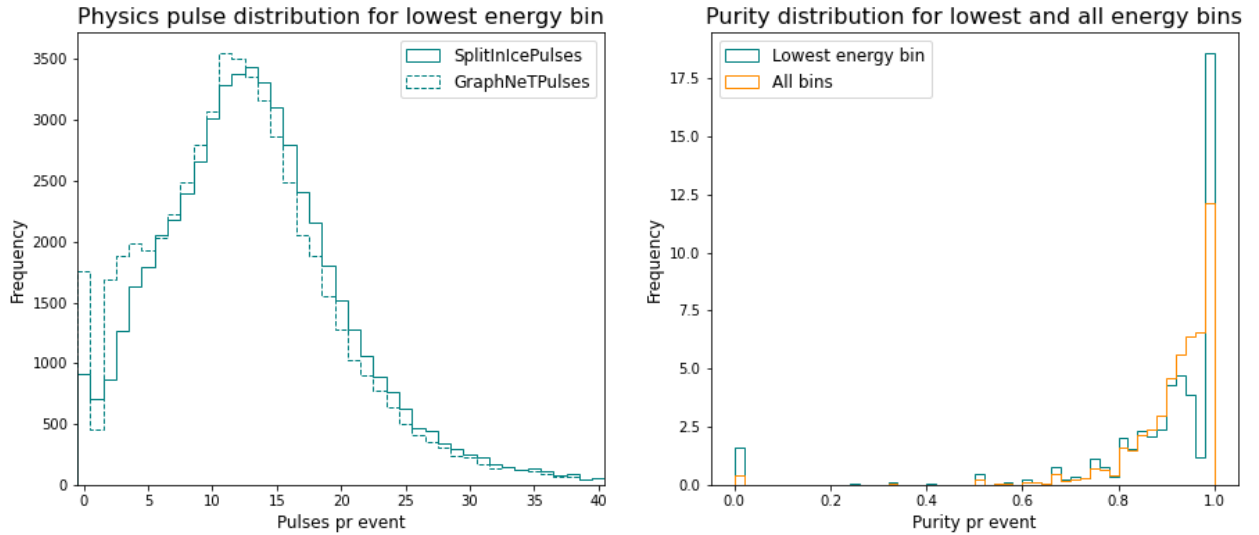 Physics pulse distribution for lowest energy bin
SplitInIcePulses
GraphNeTPulses
Frequency
3500
3000
2500
2000
1500
1000
500
0
0 5 10 15 20 25 30 35 40
Pulses pr event
Purity distribution for lowest and all energy bins
Lowest energy bin
All bins
Frequency
17.5
15.0
12.5
10.0
7.5
5.0
2.5
0.0
0.0 0.2 0.4 0.6 0.8 1.0
Purity pr event